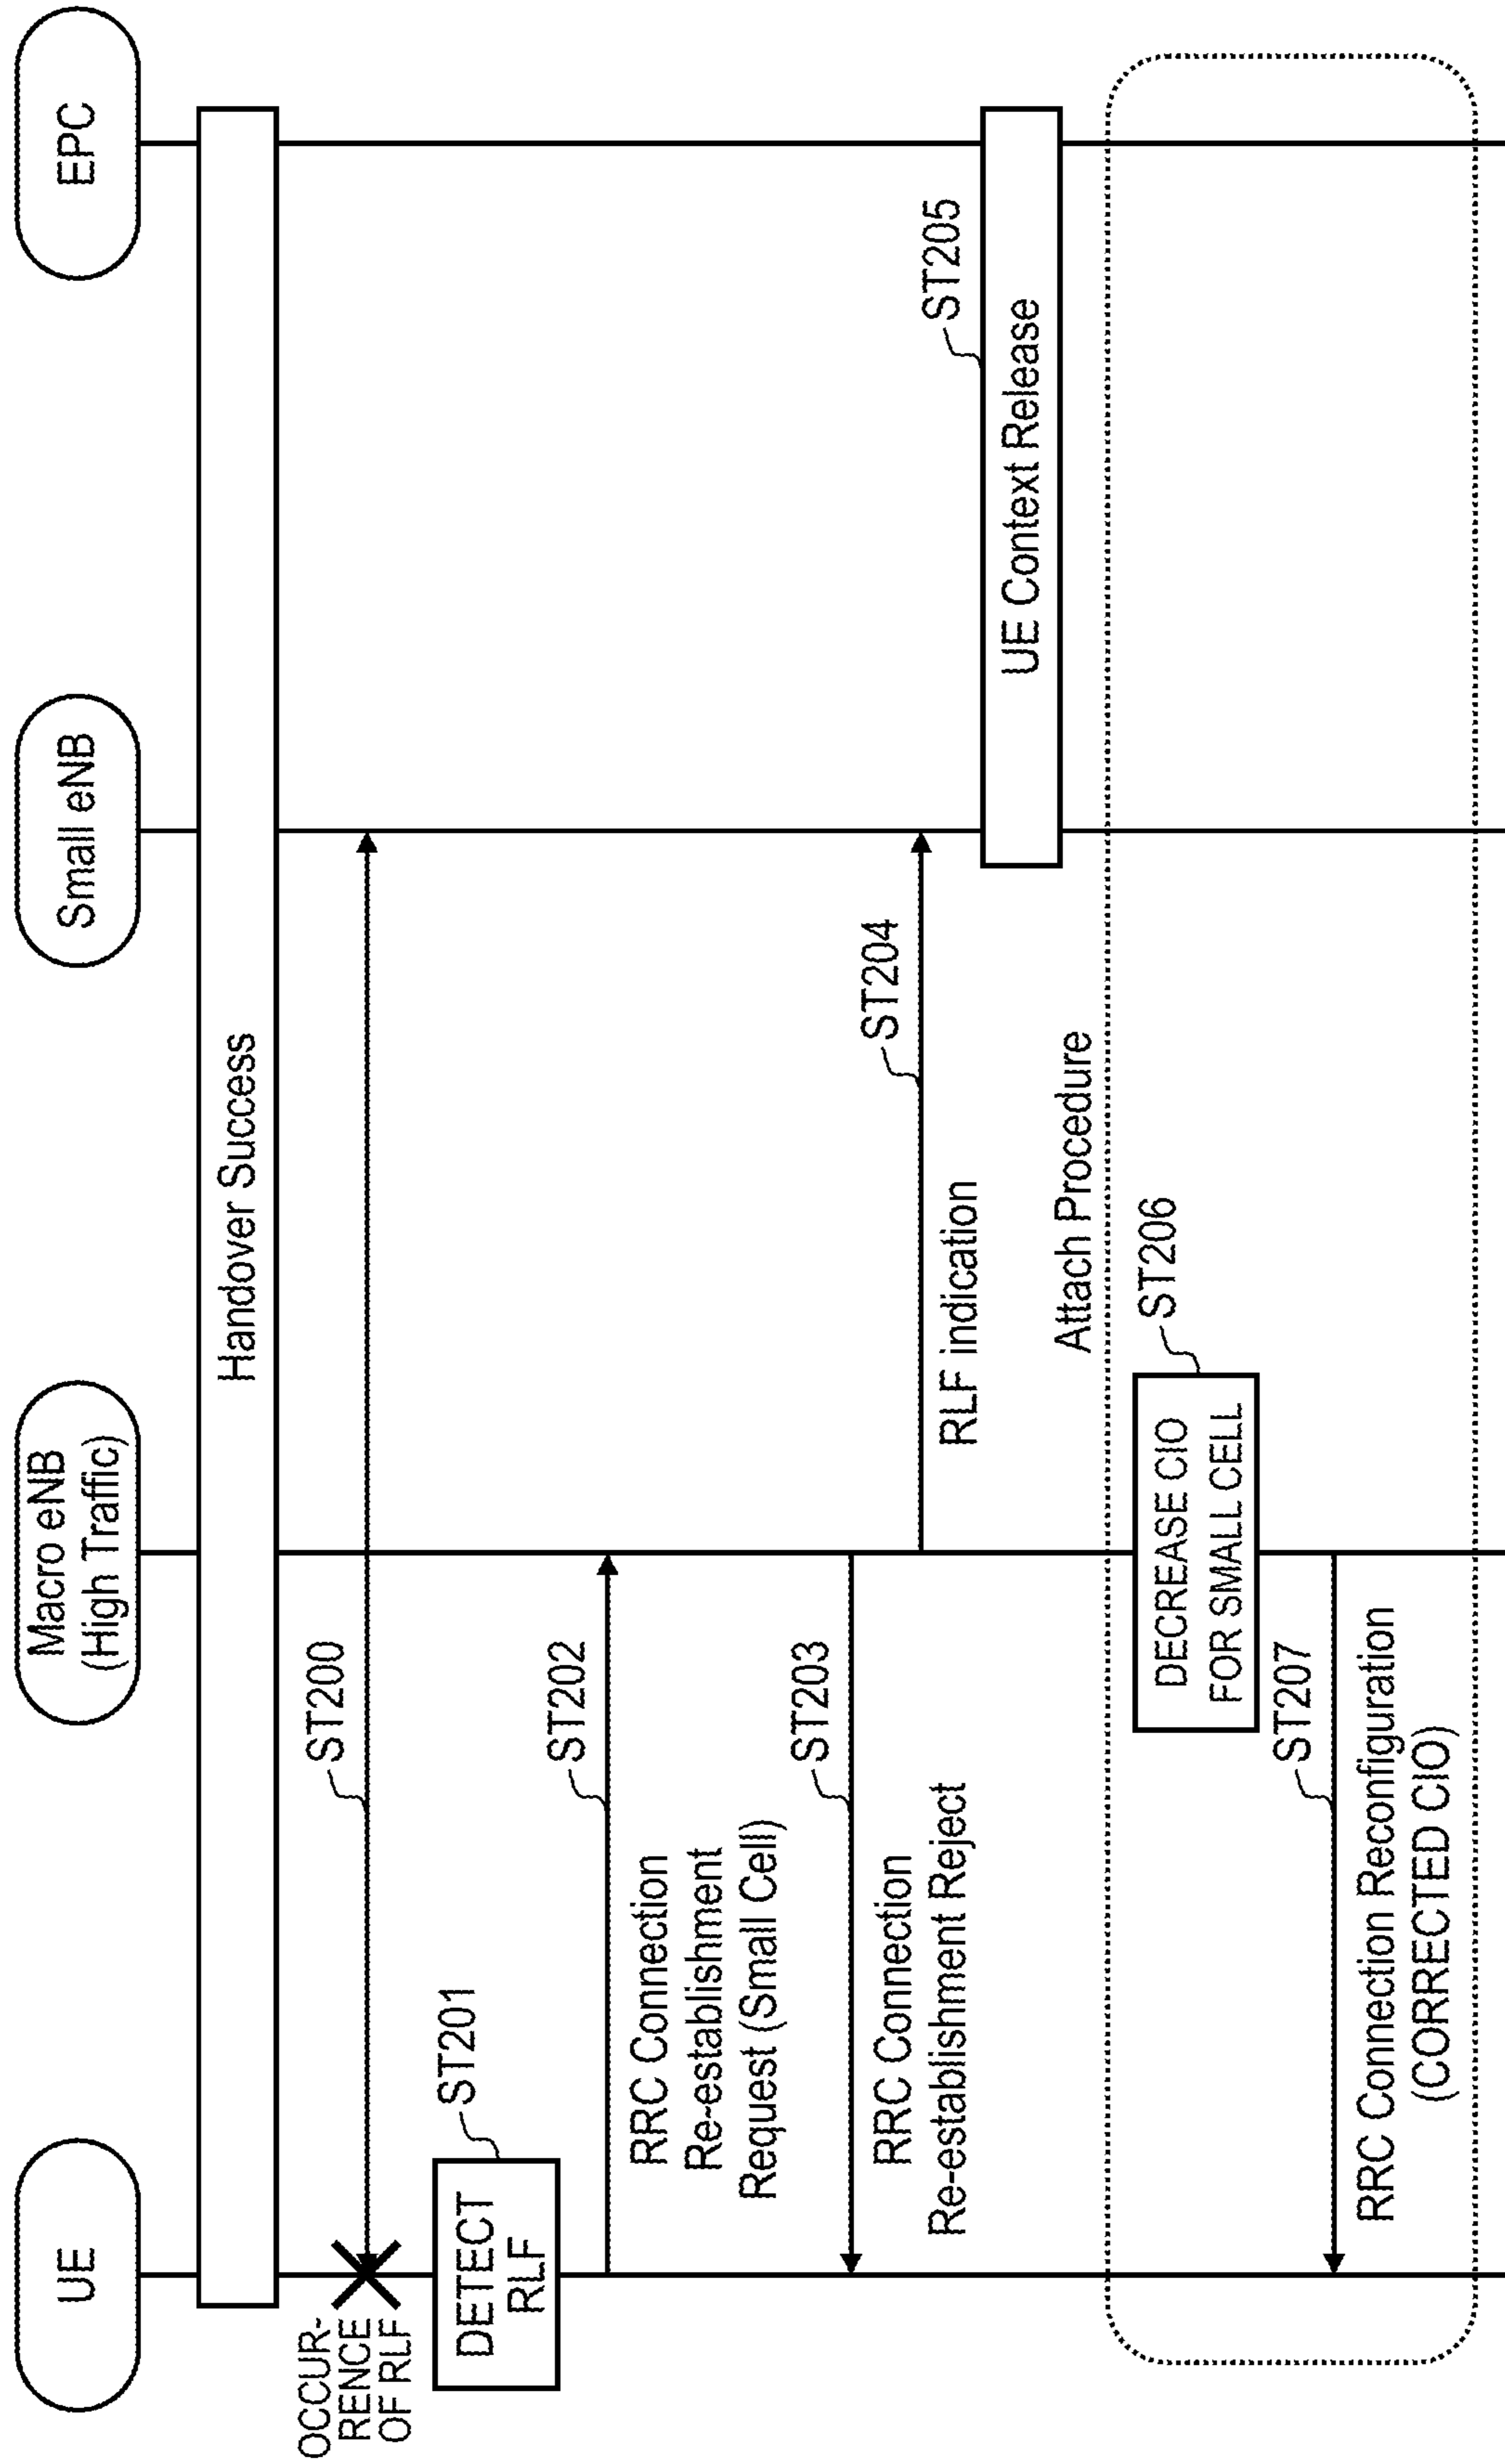 UE
Macro eNB
(High Traffic)
Small eNB
EPC
Handover Success
ST200
OCCUR-
RENCE
OF RLF
ST201
DETECT
RLF
ST202
RRC Connection
Re-establishment
Request (Small Cell)
ST203
RRC Connection
Re-establishment Reject
ST204
RLF indication
ST205
UE Context Release
Attach Procedure
ST206
DECREASE CIO
FOR SMALL CELL
ST207
RRC Connection Reconfiguration
(CORRECTED CIO)